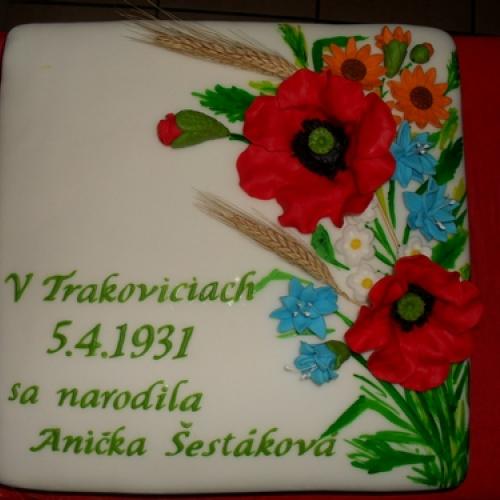 V Trakoviciach
5.4.1931
sa narodila
Anička Šestáková